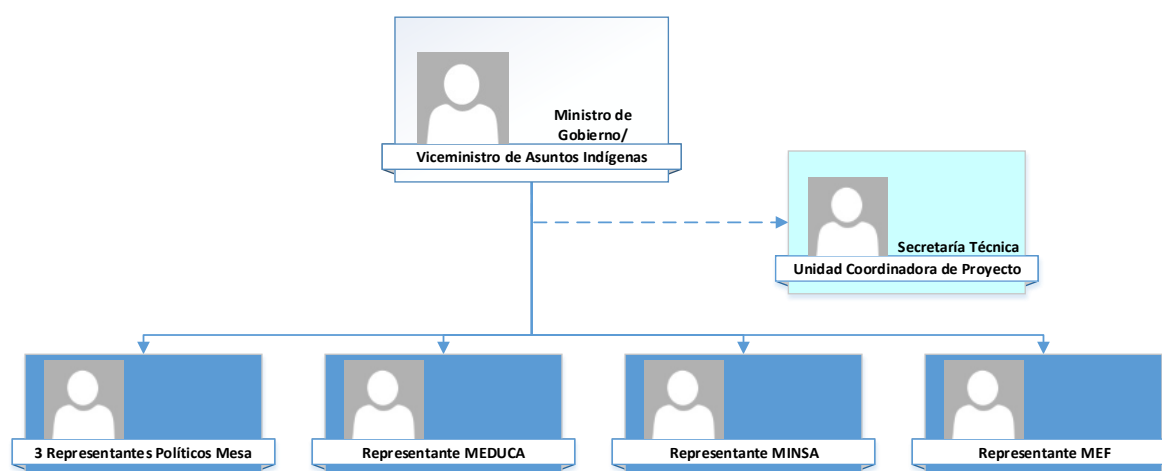 Ministro de
Gobierno/
Viceministro de Asuntos Indígenas
Secretaría Técnica
Unidad Coordinadora de Proyecto
3 Representantes Políticos Mesa
Representante MEDUCA
Representante MINSA
Representante MEF